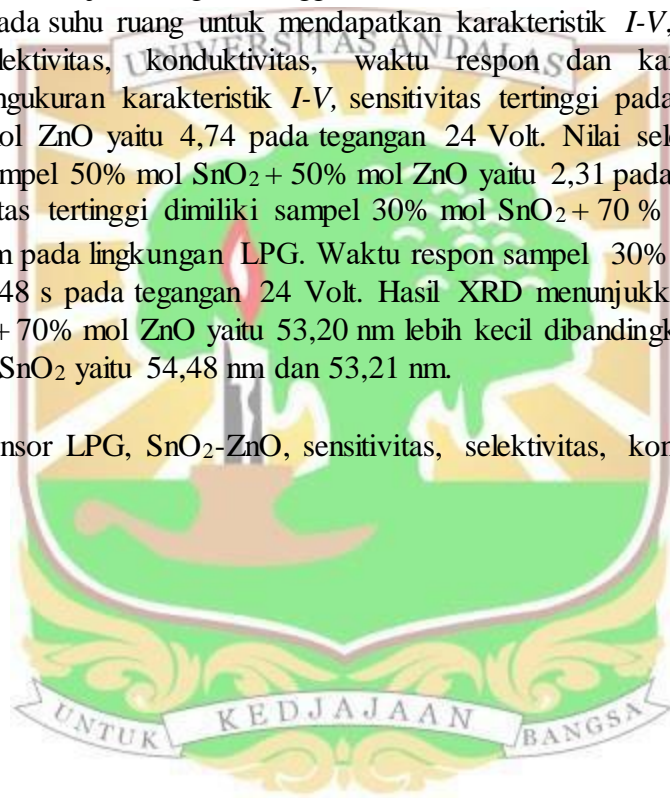 ada suhu ruang untuk mendapatkan karakteristik I-V,
lektivitas, konduktivitas, waktu respon dan kar
ngukuran karakteristik I-V, sensitivitas tertinggi pada
ol ZnO yaitu 4,74 pada tegangan 24 Volt. Nilai sel
mpel 50% mol SnO₂ + 50% mol ZnO yaitu 2,31 pada
tas tertinggi dimiliki sampel 30% mol SnO₂ + 70 %
n pada lingkungan LPG. Waktu respon sampel 30%
48 s pada tegangan 24 Volt. Hasil XRD menunjukk
+ 70% mol ZnO yaitu 53,20 nm lebih kecil dibandingk
SnO₂ yaitu 54,48 nm dan 53,21 nm.
nsor LPG, SnO₂-ZnO, sensitivitas, selektivitas, kon
UNIVERSITAS ANDALAS
UNTUK KEDJAJAAN BANGSA